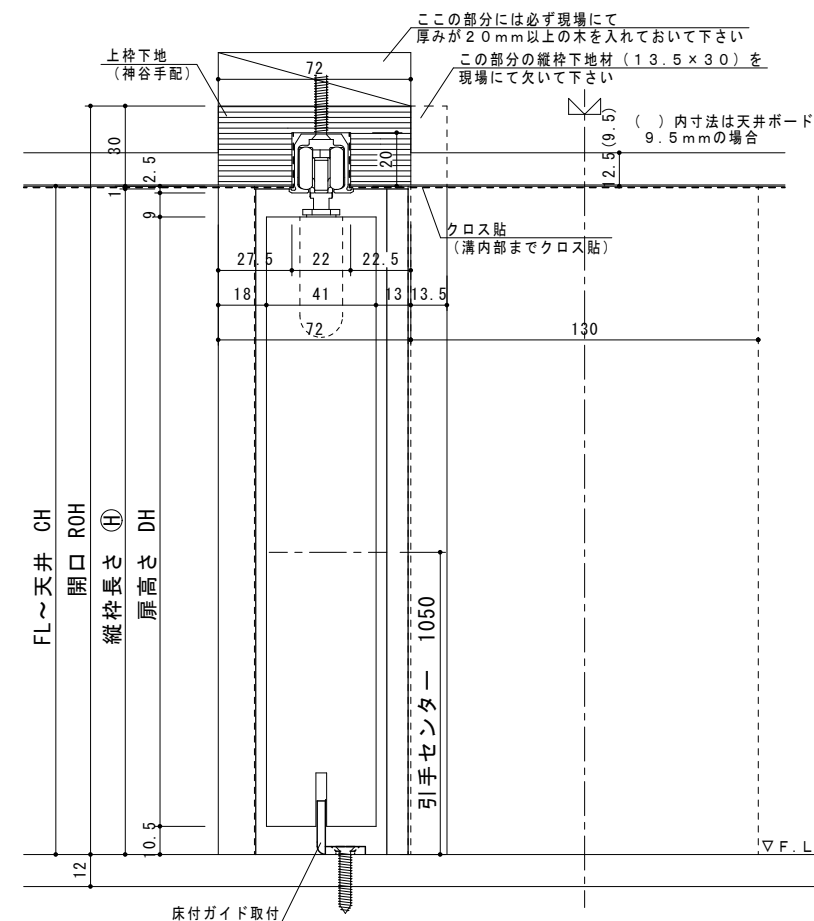 ここの部分には必ず現場にて
厚みが20mm以上の木を入れておいて下さい
上枠下地
(神谷手配)
72
この部分の縦枠下地材(13.5×30)を
現場にて欠いて下さい
( )内寸法は天井ボード
9.5mmの場合
12.5(9.5)
30
20
2.5
1
9
クロス貼
(溝内部までクロス貼)
27.5
22
22.5
18
41
13
13.5
72
130
FL~天井 CH
開口 ROH
縦枠長さ Ⓗ
扉高さ DH
引手センター 1050
10.5
▽F.L
12
床付ガイド取付